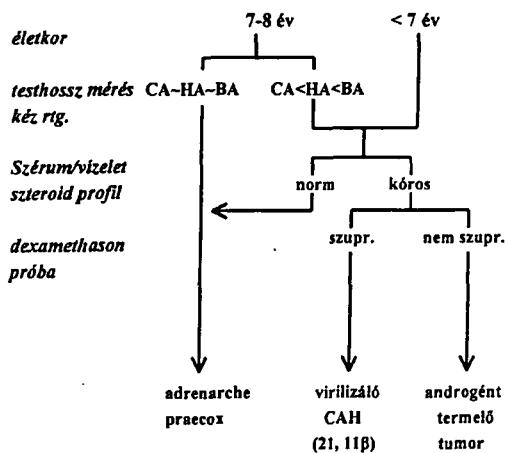 7-8 év < 7 év
életkor
testhossz mérés CA~HA~BA CA<HA<BA
kéz rtg.
Szérum/vizelet
szteroid profil
norm kóros
dexamethason
próba
szupr. nem szupr.
adrenarche virilizáló androgént
praecox CAH termelő
(21, 11β) tumor